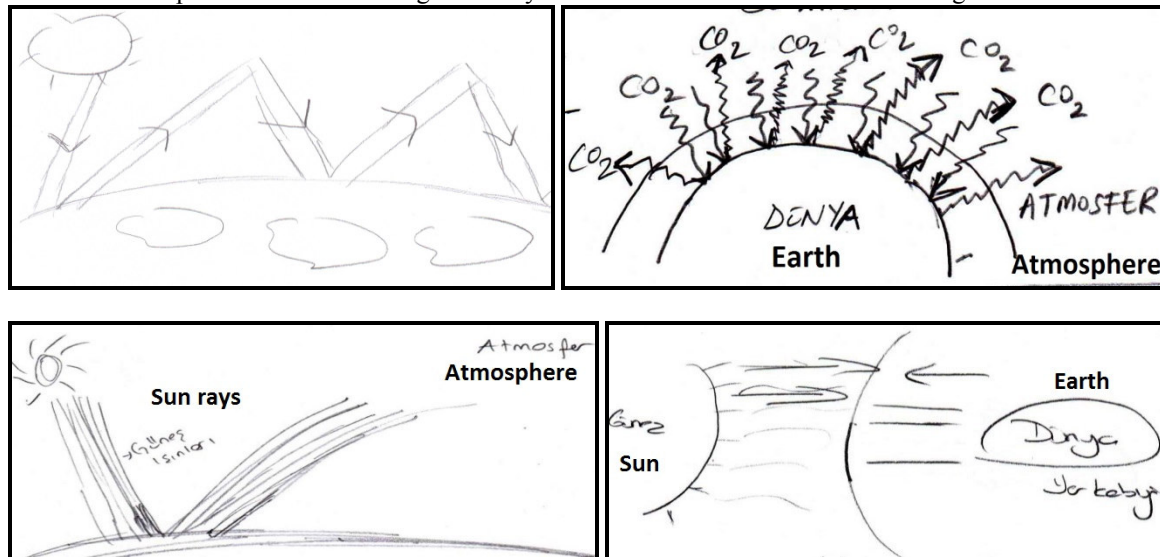 CO2
CO2
CO2
CO2
CO2
CO2
CO2
DÜNYA
Earth
ATMOSFER
Atmosphere
Atmosfer
Atmosphere
Sun rays
Güneş
ışınları
Güneş
Sun
Earth
Dünya